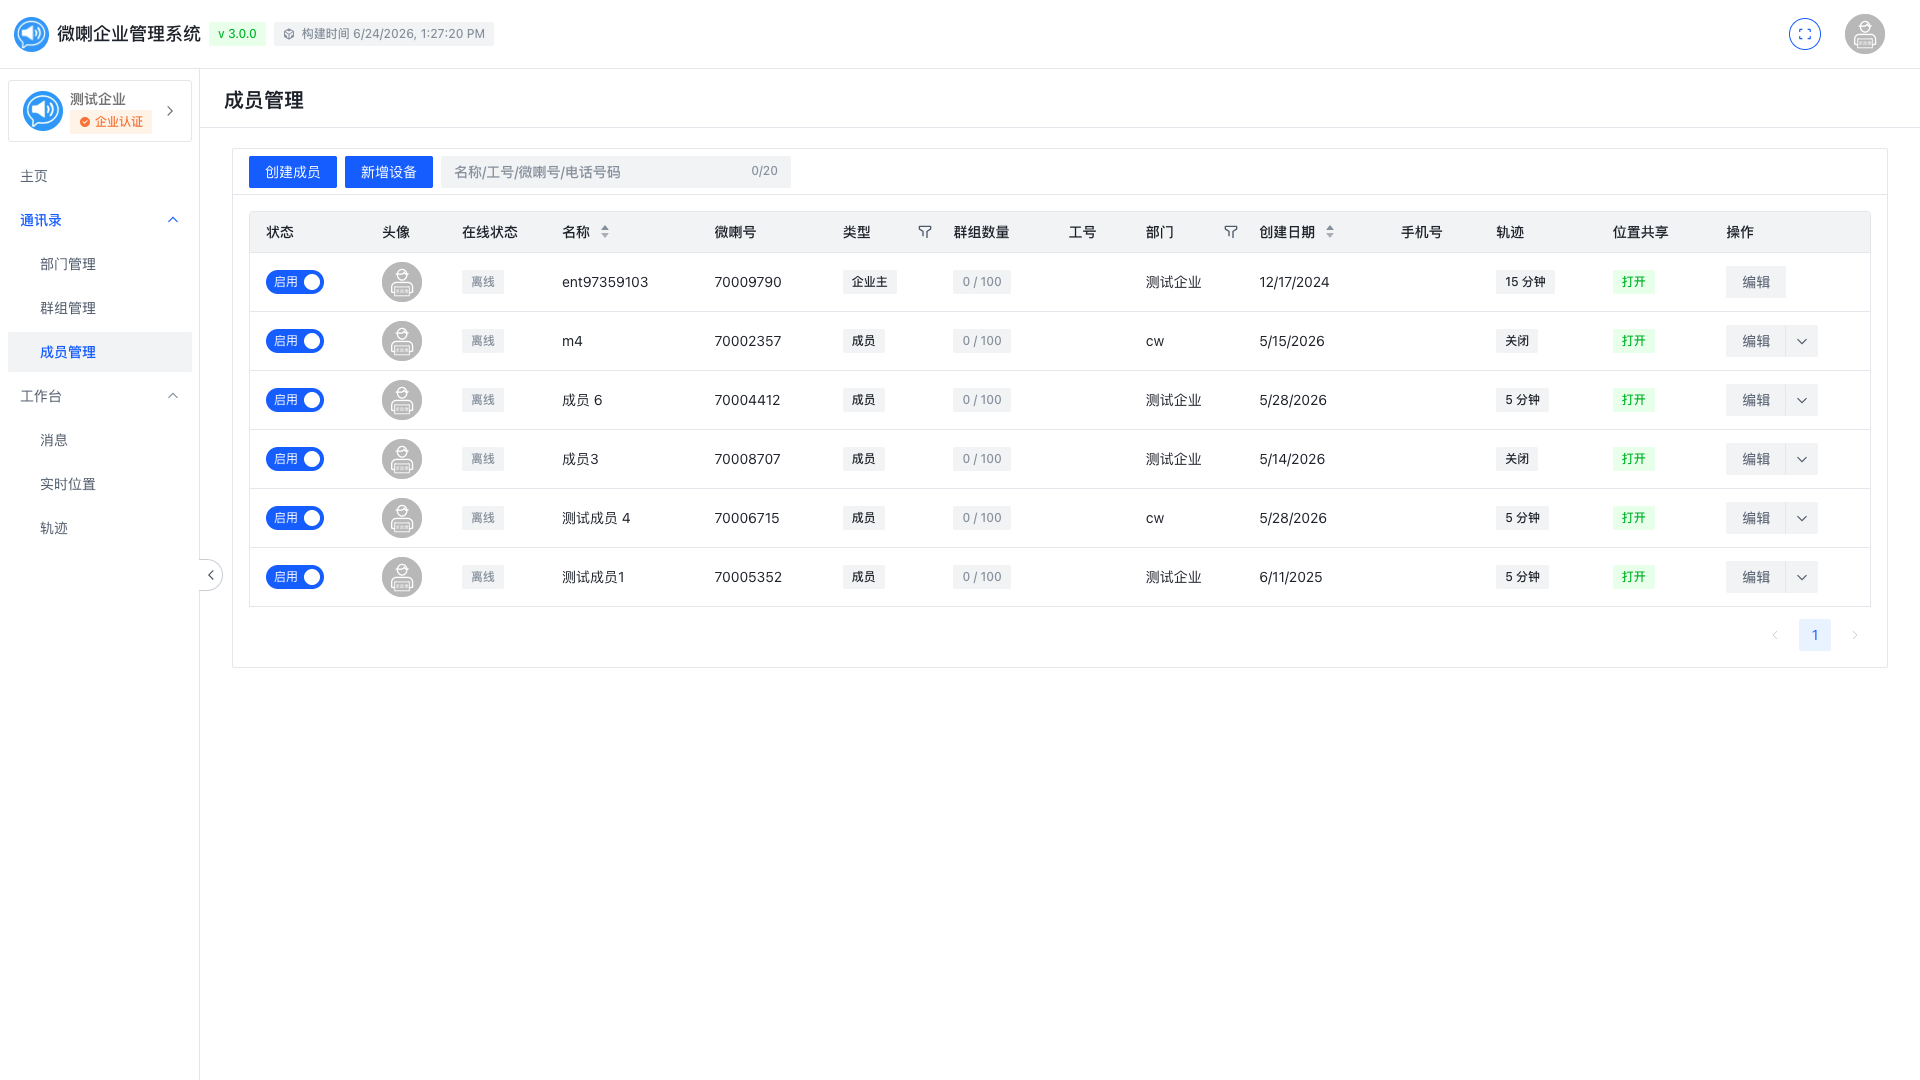 微喇企业管理系统 v 3.0.0 构建时间 6/24/2026, 1:27:20 PM
测试企业
企业认证
主页
通讯录
部门管理
群组管理
成员管理
工作台
消息
实时位置
轨迹
成员管理
创建成员 新增设备 名称/工号/微喇号/电话号码 0/20
状态 头像 在线状态 名称 微喇号 类型 群组数量 工号 部门 创建日期 手机号 轨迹 位置共享 操作
启用 离线 ent97359103 70009790 企业主 0 / 100 测试企业 12/17/2024 15 分钟 打开 编辑
启用 离线 m4 70002357 成员 0 / 100 cw 5/15/2026 关闭 打开 编辑
启用 离线 成员 6 70004412 成员 0 / 100 测试企业 5/28/2026 5 分钟 打开 编辑
启用 离线 成员3 70008707 成员 0 / 100 测试企业 5/14/2026 关闭 打开 编辑
启用 离线 测试成员 4 70006715 成员 0 / 100 cw 5/28/2026 5 分钟 打开 编辑
启用 离线 测试成员1 70005352 成员 0 / 100 测试企业 6/11/2025 5 分钟 打开 编辑
1